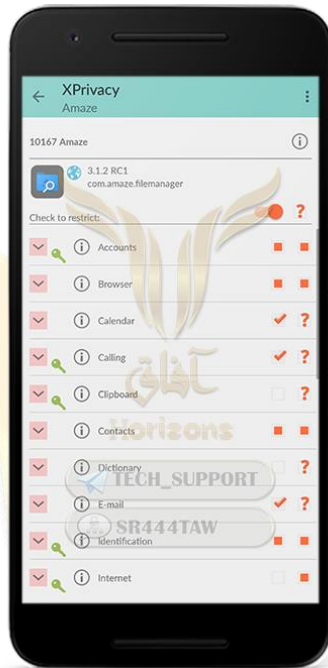 XPrivacy
Amaze
10167 Amaze
3.1.2 RC1
com.amaze.filemanager
Check to restrict:
?
Accounts
Browser
Calendar ?
Calling ?
آفاق
Clipboard ?
Horizons
Contacts
Dictionary ?
TECH_SUPPORT
E-mail ?
SR444TAW
Identification
Internet